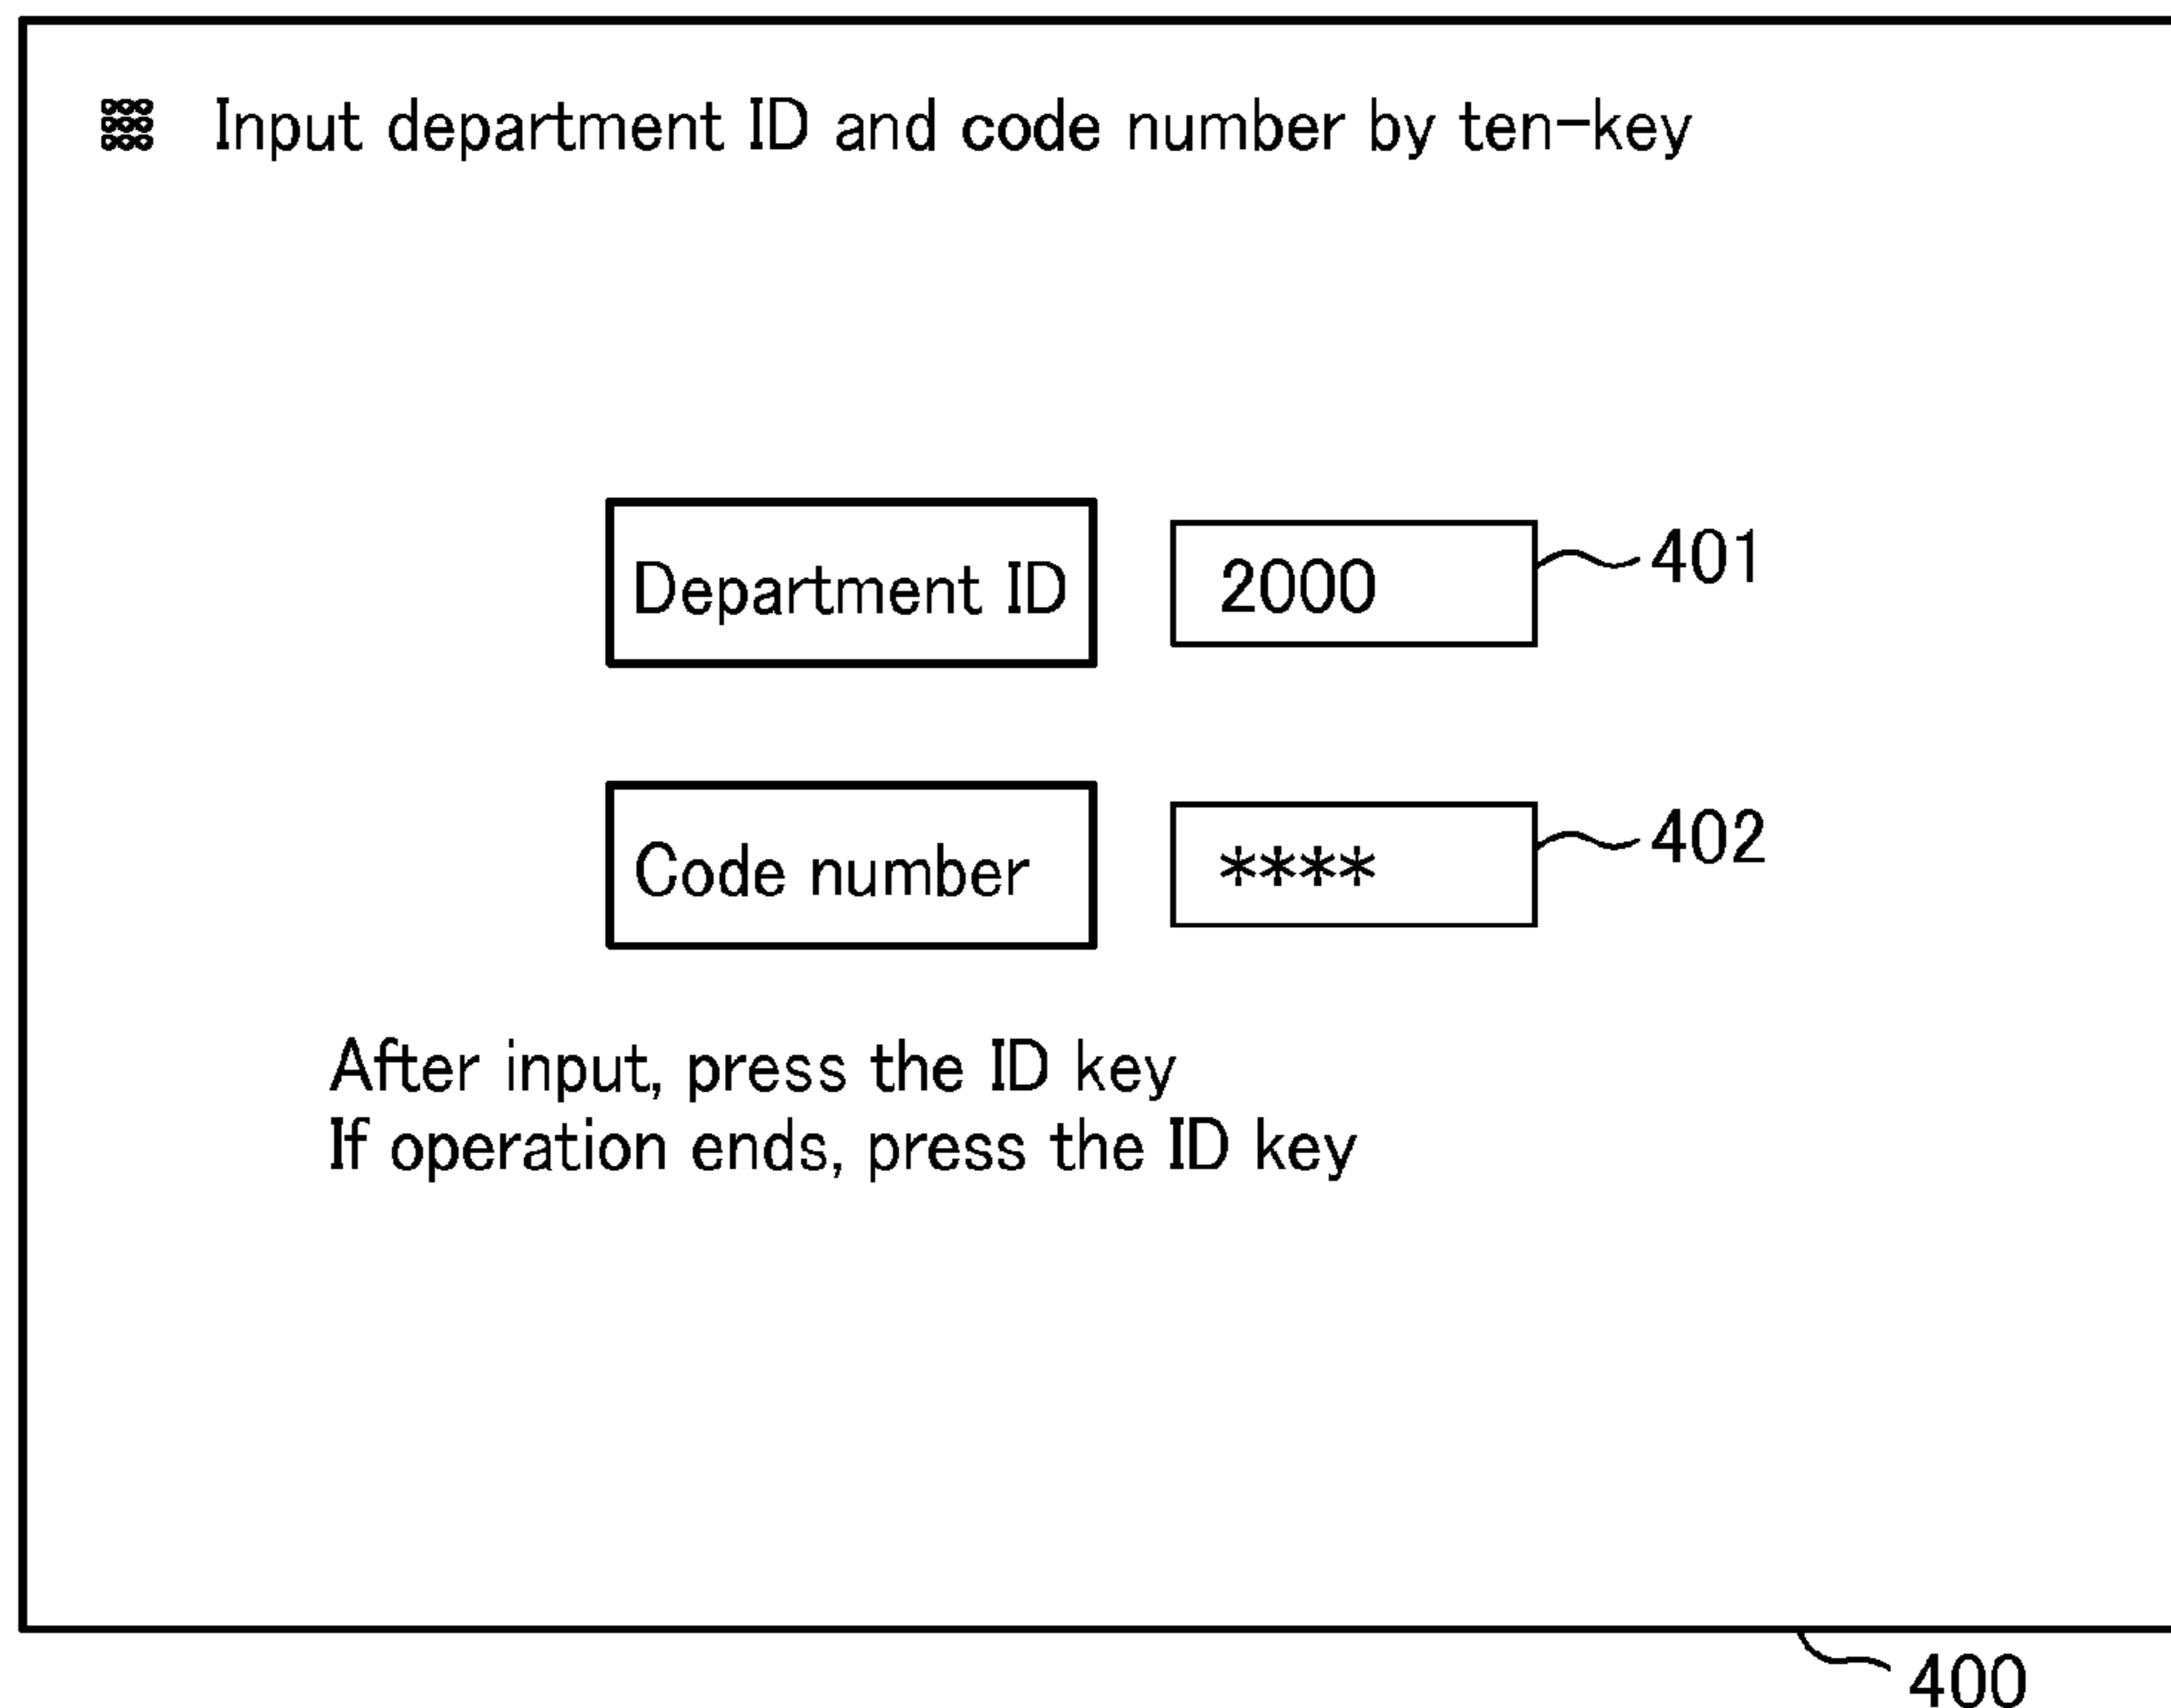 Input department ID and code number by ten-key
Department ID 2000 401
Code number **** 402
After input, press the ID key
If operation ends, press the ID key
400